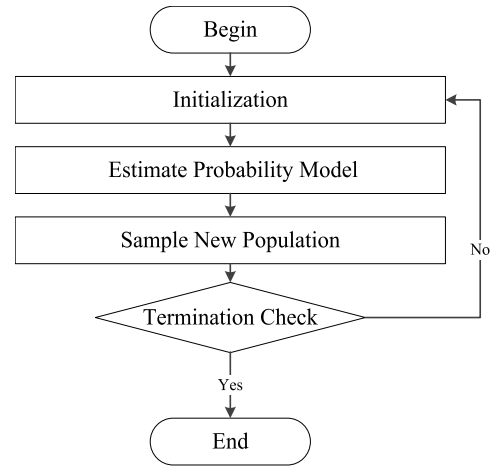 Begin
Initialization
Estimate Probability Model
Sample New Population
No
Termination Check
Yes
End